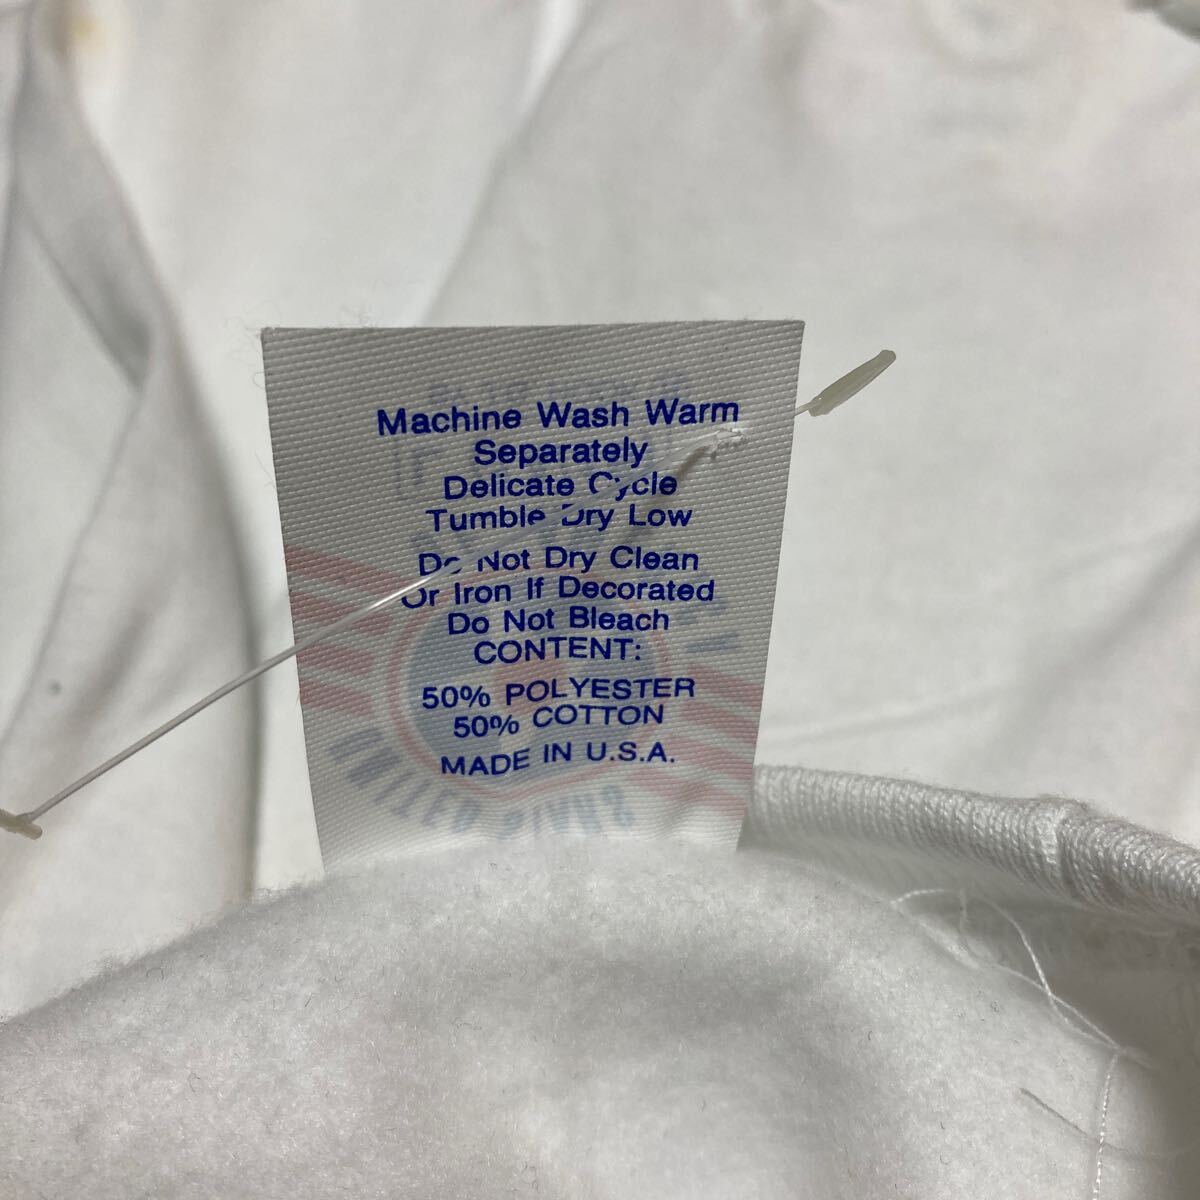 Machine Wash Warm
Separately
Delicate Cycle
Tumble Dry Low
Do Not Dry Clean
Or Iron If Decorated
Do Not Bleach
CONTENT:
50% POLYESTER
50% COTTON
MADE IN U.S.A.